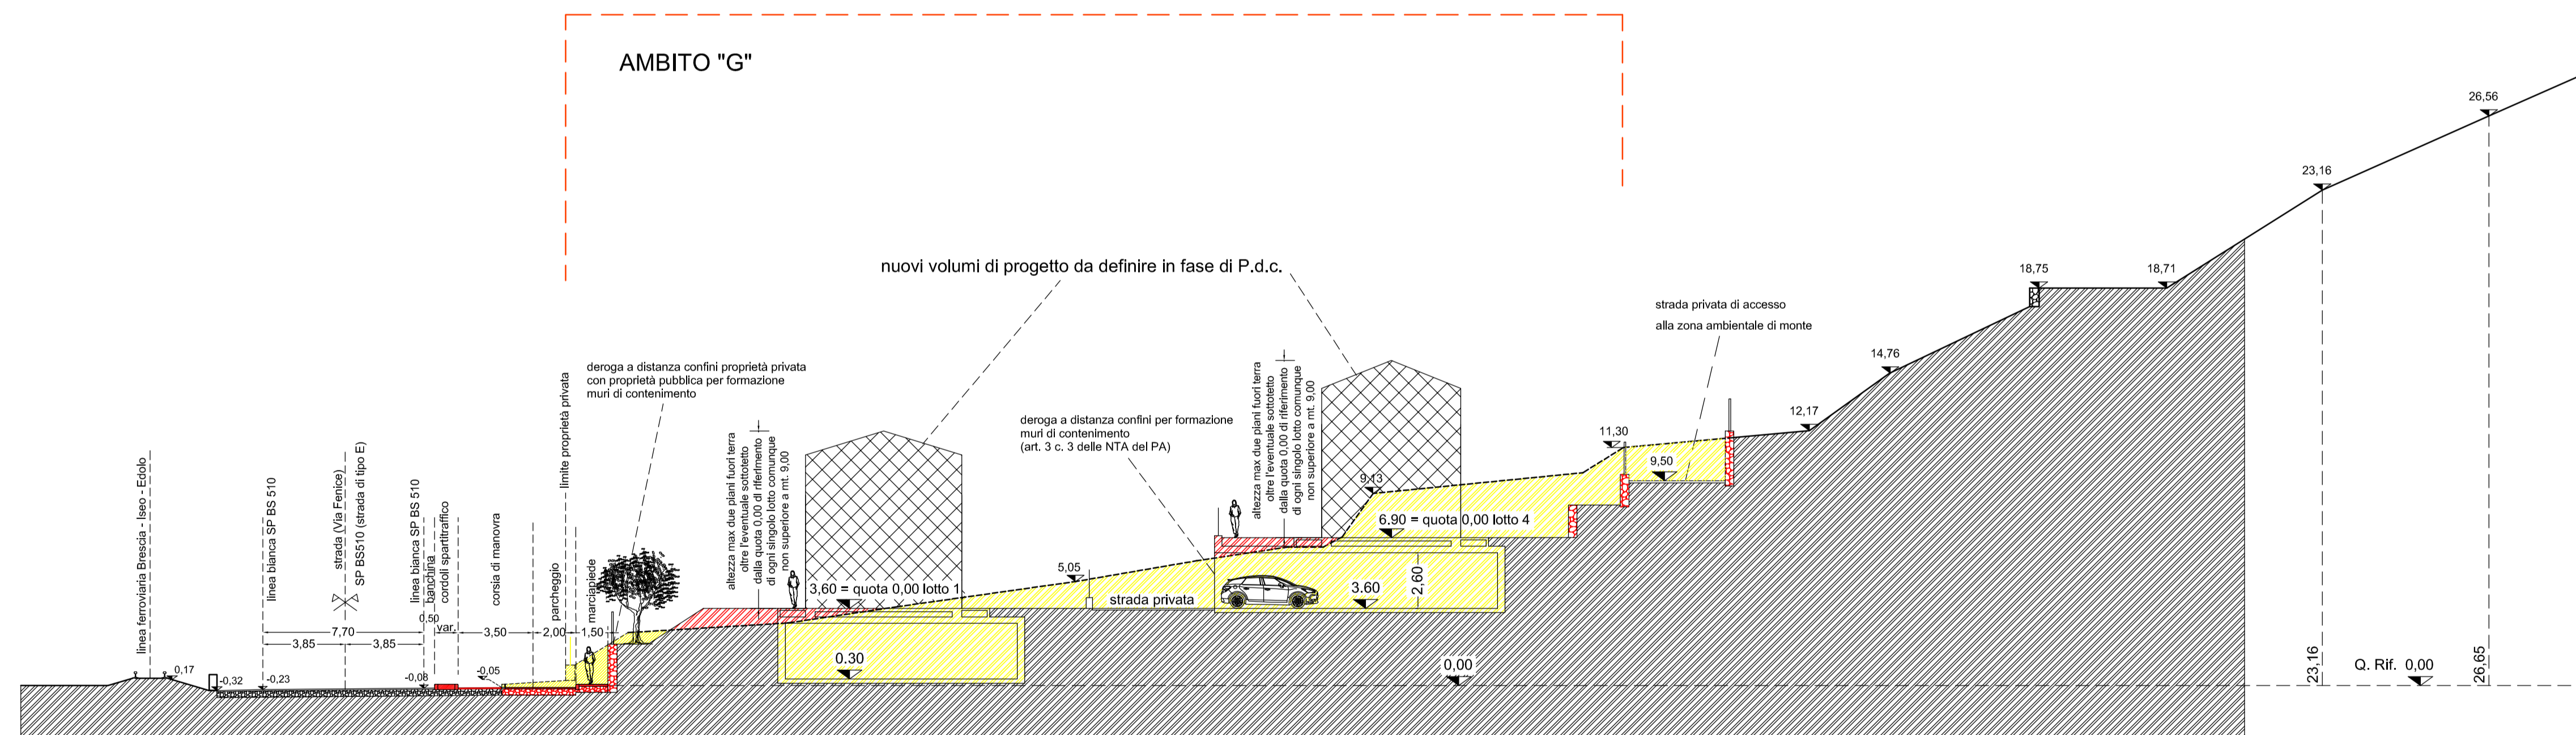 AMBITO "G"
26,56
23,16
nuovi volumi di progetto da definire in fase di P.d.c.
18,75
18,71
strada privata di accesso
alla zona ambientale di monte
14,76
12,17
11,30
9,50
9,13
deroga a distanza confini proprietà privata
con proprietà pubblica per formazione
muri di contenimento
deroga a distanza confini per formazione
muri di contenimento
(art. 3 c. 3 delle NTA del PA)
altezza max due piani fuori terra
oltre l'eventuale sottotetto
dalla quota 0,00 di riferimento
di ogni singolo lotto comunque
non superiore a mt. 9,00
altezza max due piani fuori terra
oltre l'eventuale sottotetto
dalla quota 0,00 di riferimento
di ogni singolo lotto comunque
non superiore a mt. 9,00
linea ferroviaria Brescia - Iseo - Edolo
linea bianca SP BS 510
strada (Via Fenice)
SP BS510 (strada di tipo E)
linea bianca SP BS 510
banchina
cordoli spartitraffico
corsia di manovra
parcheggio
limite proprietà privata
marciapiede
6.90 = quota 0,00 lotto 4
5,05
3,60 = quota 0,00 lotto 1
strada privata
3.60
2,60
0,50
var.
7,70
3,50
2,00
1,50
3,85
3,85
0,17
-0,32
-0,23
-0,08
-0,05
0.30
0,00
23,16
Q. Rif. 0,00
26,65